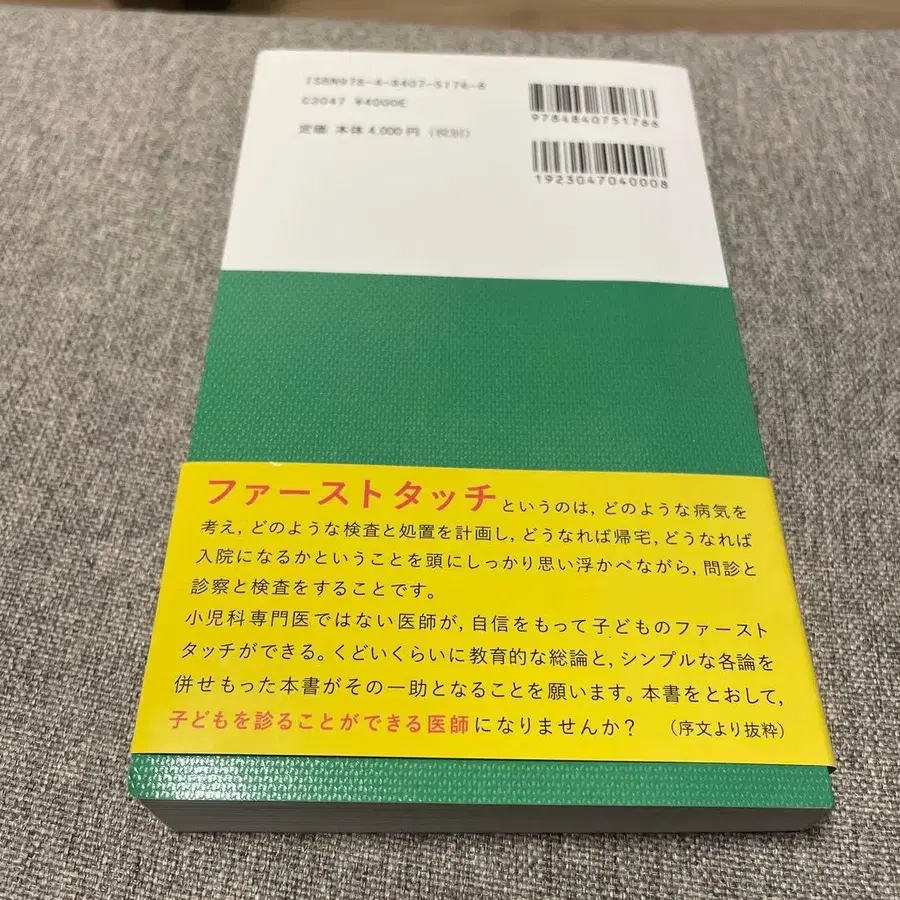 ISBN978-4-8407-5176-6
C2047 ¥4000E
定価 本体4,000円（税別）
9784840751766
1923047040008
ファーストタッチというのは，どのような病気を
考え，どのような検査と処置を計画し，どうなれば帰宅，どうなれば
入院になるかということを頭にしっかり思い浮かべながら，問診と
診察と検査をすることです。
小児科専門医ではない医師が，自信をもって子どものファースト
タッチができる。くどいくらいに教育的な総論と，シンプルな各論を
併せもった本書がその一助となることを願います。本書をとおして，
子どもを診ることができる医師になりませんか？ （序文より抜粋）